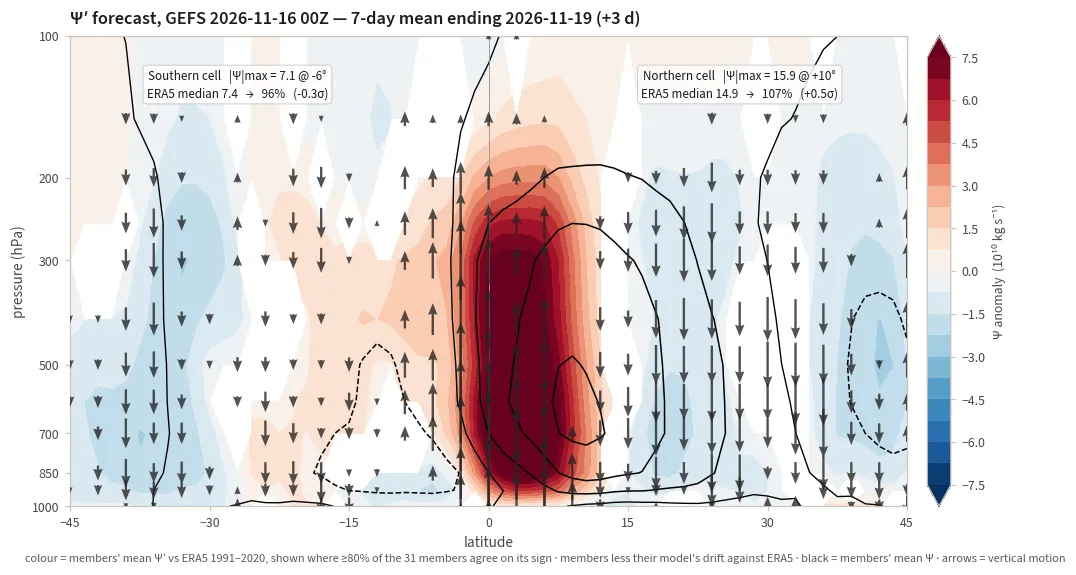 Ψ′ forecast, GEFS 2026-11-16 00Z — 7-day mean ending 2026-11-19 (+3 d)
Southern cell |Ψ|max = 7.1 @ -6°
ERA5 median 7.4 → 96% (-0.3σ)
Northern cell |Ψ|max = 15.9 @ +10°
ERA5 median 14.9 → 107% (+0.5σ)
100
200
300
400
500
700
850
1000
pressure (hPa)
−45
−30
−15
0
15
30
45
latitude
7.5
6.0
4.5
3.0
1.5
0.0
−1.5
−3.0
−4.5
−6.0
−7.5
Ψ anomaly (10¹⁰ kg s⁻¹)
colour = members' mean Ψ′ vs ERA5 1991–2020, shown where ≥80% of the 31 members agree on its sign · members less their model's drift against ERA5 · black = members' mean Ψ · arrows = vertical motion